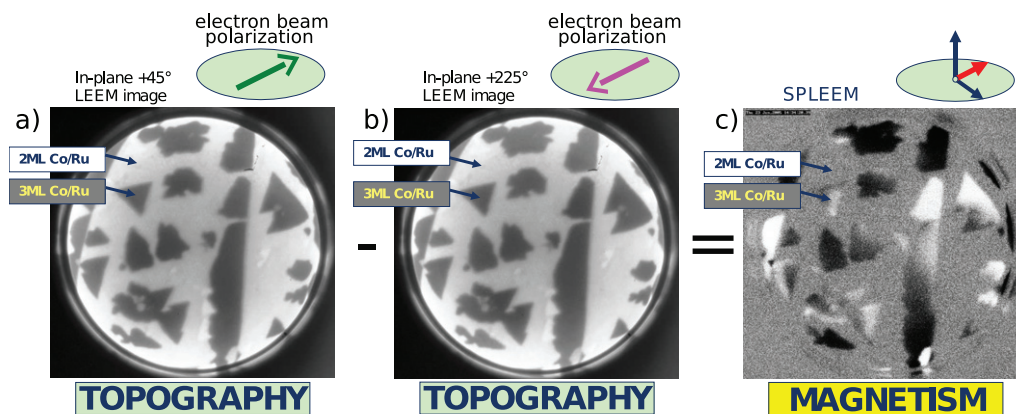 electron beam
polarization
In-plane +45°
LEEM image
a)
2ML Co/Ru
3ML Co/Ru
TOPOGRAPHY
-
electron beam
polarization
In-plane +225°
LEEM image
b)
2ML Co/Ru
3ML Co/Ru
TOPOGRAPHY
=
SPLEEM
c)
2ML Co/Ru
3ML Co/Ru
MAGNETISM